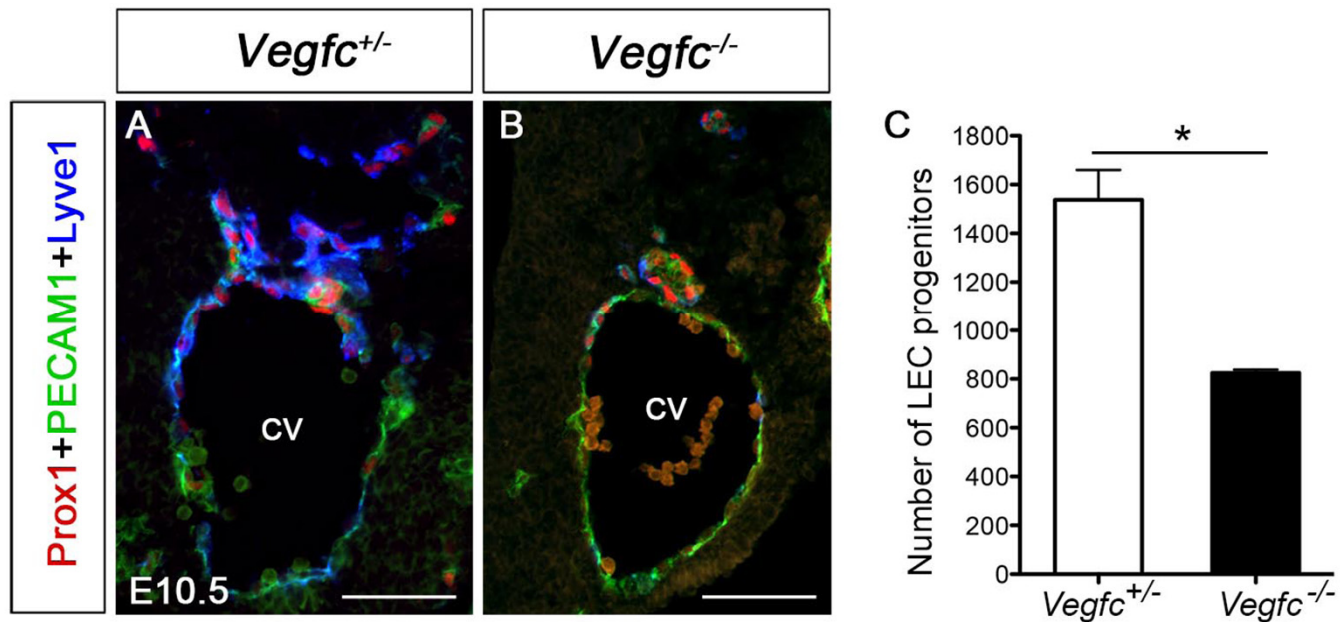 Vegfc+/-
Vegfc-/-
Prox1+PECAM1+Lyve1
A
cv
E10.5
B
cv
C
*
Number of LEC progenitors
1800
1600
1400
1200
1000
800
600
400
200
0
Vegfc+/-
Vegfc-/-